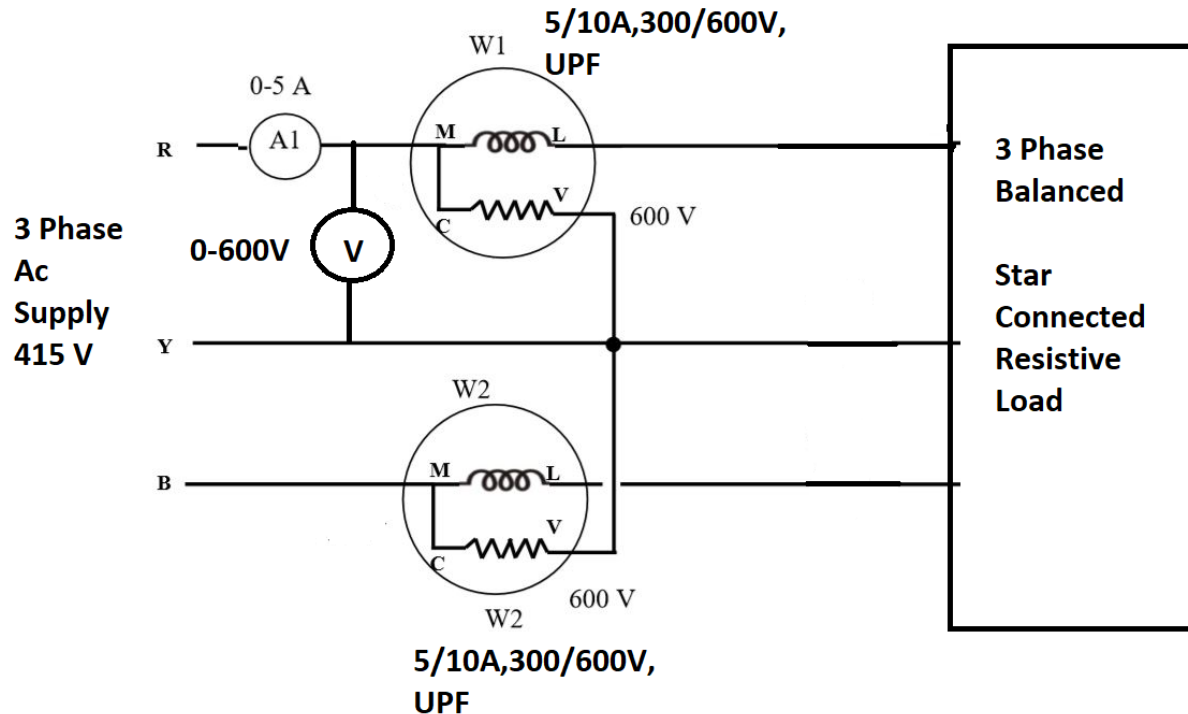 5/10A,300/600V,
UPF
W1
0-5 A
A1
M
L
R
3 Phase
Balanced
V
C
600 V
3 Phase
Ac
Supply
415 V
0-600V
V
Star
Connected
Resistive
Load
Y
W2
M
L
B
V
C
600 V
W2
5/10A,300/600V,
UPF